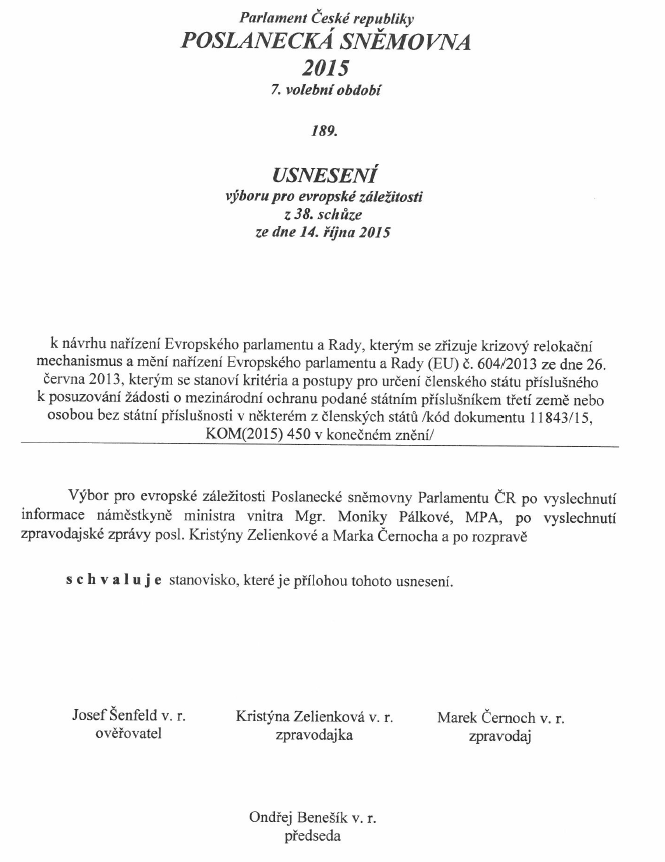 Parlament České republiky
POSLANECKÁ SNĚMOVNA
2015
7. volební období
189.
USNESENÍ
výboru pro evropské záležitosti
z 38. schůze
ze dne 14. října 2015
k návrhu nařízení Evropského parlamentu a Rady, kterým se zřizuje krizový relokační
mechanismus a mění nařízení Evropského parlamentu a Rady (EU) č. 604/2013 ze dne 26.
června 2013, kterým se stanoví kritéria a postupy pro určení členského státu příslušného
k posuzování žádosti o mezinárodní ochranu podané státním příslušníkem třetí země nebo
osobou bez státní příslušnosti v některém z členských států /kód dokumentu 11843/15,
KOM(2015) 450 v konečném znění/
Výbor pro evropské záležitosti Poslanecké sněmovny Parlamentu ČR po vyslechnutí
informace náměstkyně ministra vnitra Mgr. Moniky Pálkové, MPA, po vyslechnutí
zpravodajské zprávy posl. Kristýny Zelienkové a Marka Černocha a po rozpravě
s c h v a l u j e stanovisko, které je přílohou tohoto usnesení.
Josef Šenfeld v. r. Kristýna Zelienková v. r. Marek Černoch v. r.
ověřovatel zpravodajka zpravodaj
Ondřej Benešík v. r.
předseda